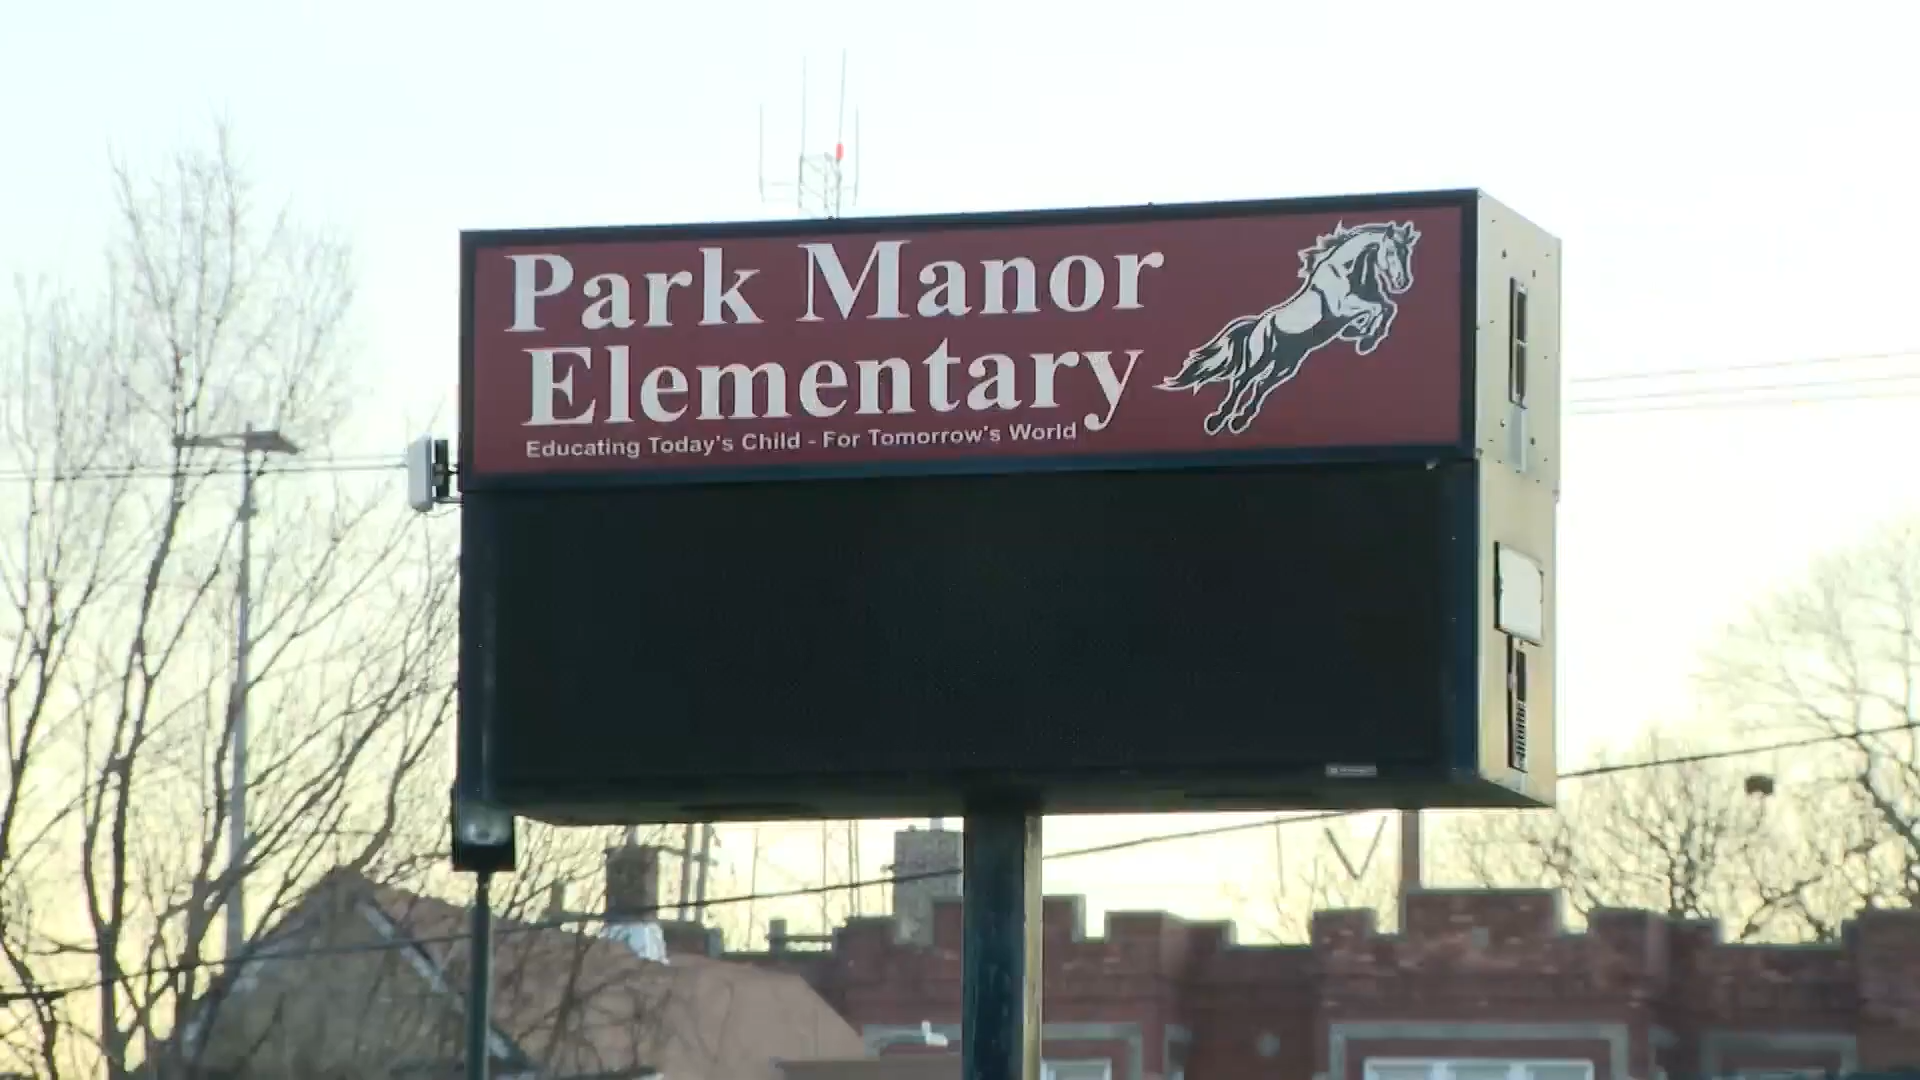 Park Manor
Elementary
Educating Today's Child - For Tomorrow's World